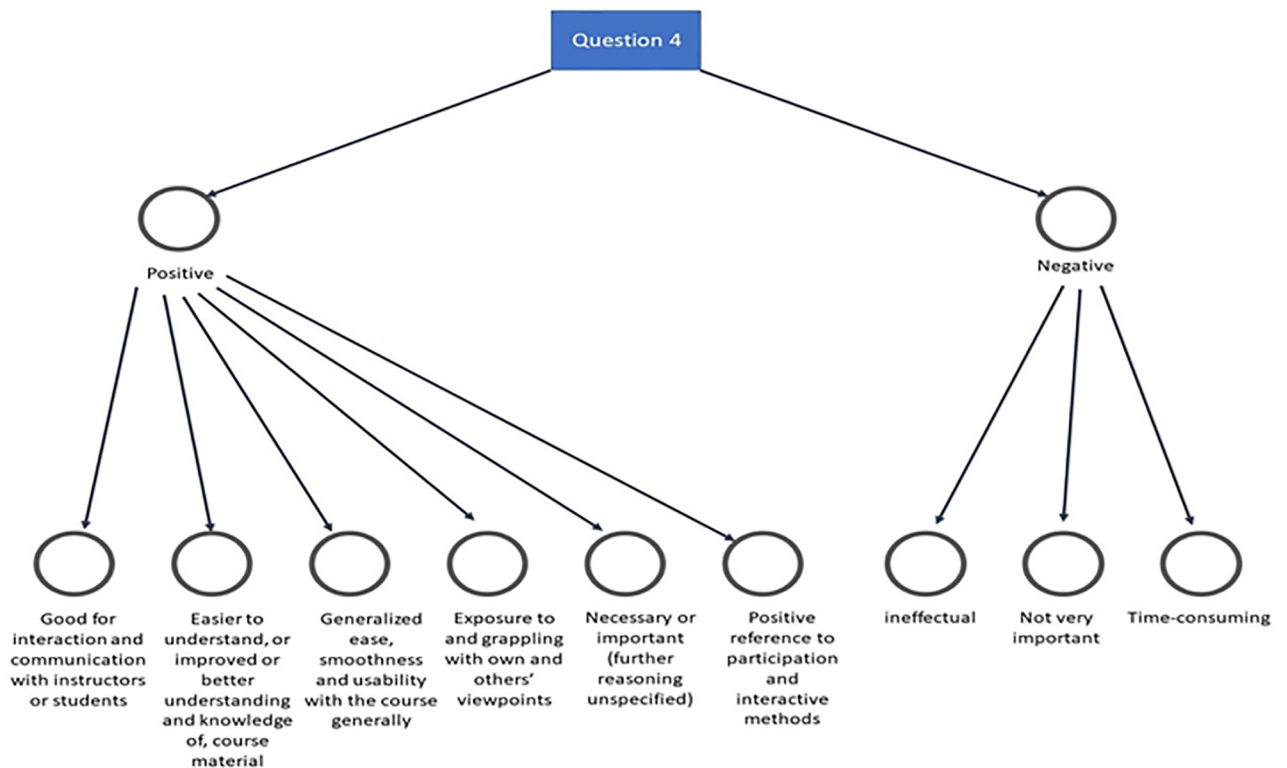 Question 4
Positive
Negative
Good for
interaction and
communication
with instructors
or students
Easier to
understand, or
improved or
better
understanding
and knowledge
of, course
material
Generalized
ease,
smoothness
and usability
with the course
generally
Exposure to
and grappling
with own and
others’
viewpoints
Necessary or
important
(further
reasoning
unspecified)
Positive
reference to
participation
and
interactive
methods
ineffectual
Not very
important
Time-consuming